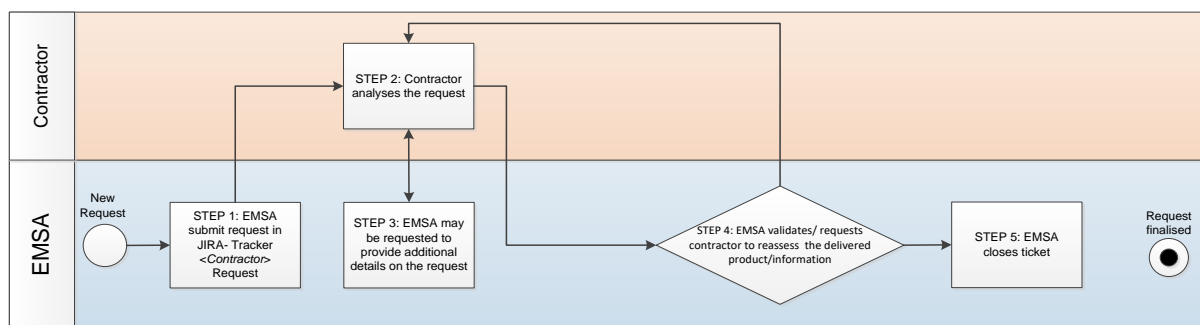 Contractor
STEP 2: Contractor
analyses the request
EMSA
New
Request
STEP 1: EMSA
submit request in
JIRA- Tracker
<Contractor>
Request
STEP 3: EMSA may
be requested to
provide additional
details on the request
STEP 4: EMSA validates/ requests
contractor to reassess the delivered
product/information
STEP 5: EMSA
closes ticket
Request
finalised